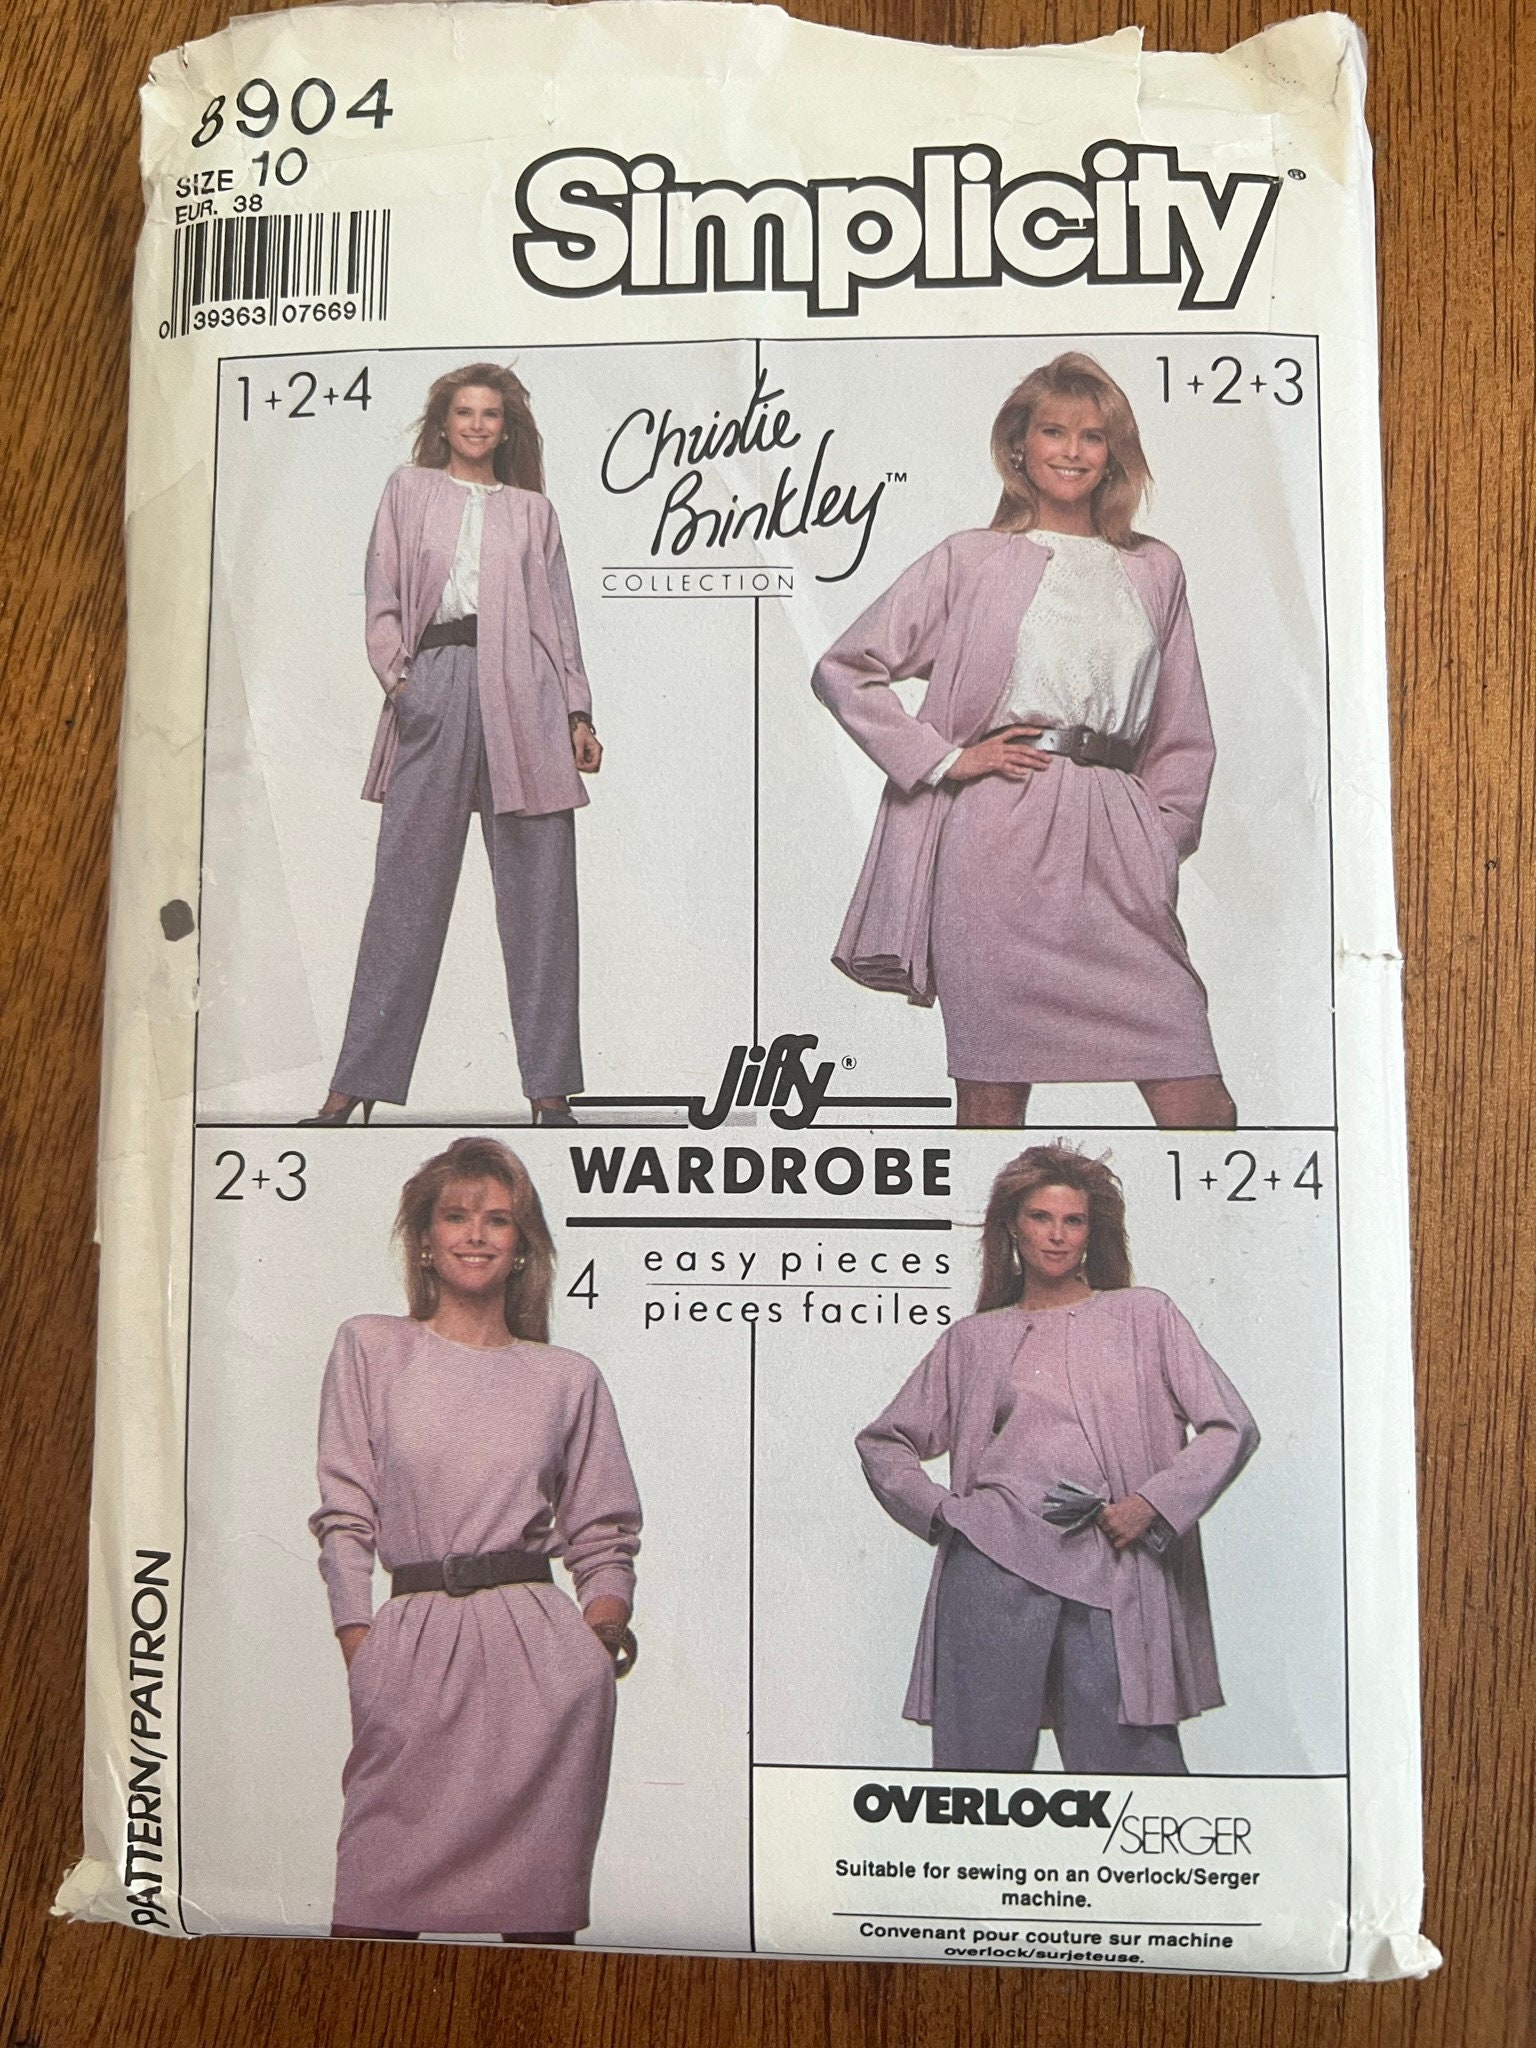 8904
SIZE 10
EUR. 38
0 39363 07669
Simplicity®
1+2+4
Christie
Brinkley™
COLLECTION
1+2+3
Jiffy®
WARDROBE
4 easy pieces
pieces faciles
2+3
1+2+4
OVERLOCK/SERGER
Suitable for sewing on an Overlock/Serger
machine.
Convenant pour couture sur machine
overlock/surjeteuse.
PATTERN/PATRON